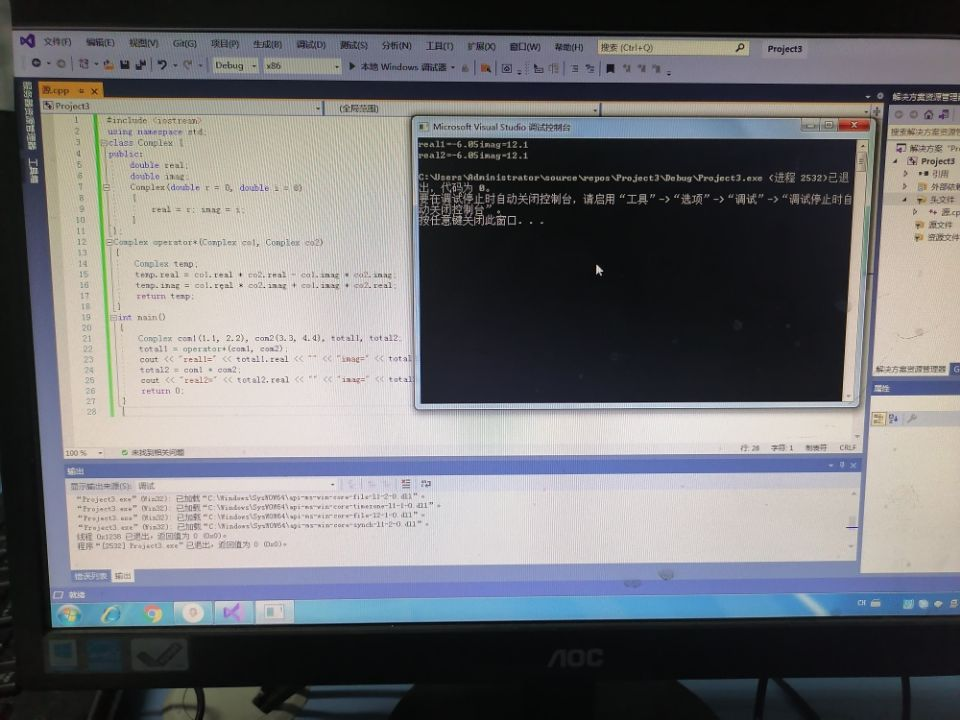 文件(F) 编辑(E) 视图(V) Git(G) 项目(P) 生成(B) 调试(D) 测试(S) 分析(N) 工具(T) 扩展(X) 窗口(W) 帮助(H) 搜索 (Ctrl+Q) Project3
Debug x86 本地 Windows 调试器
源.cpp
Project3 (全局范围)
服务器资源管理器 工具箱
1 #include <iostream>
2 using namespace std;
3 class Complex {
4 public:
5 double real;
6 double imag;
7 Complex(double r = 0, double i = 0)
8 {
9 real = r; imag = i;
10 }
11 };
12 Complex operator*(Complex co1, Complex co2)
13 {
14 Complex temp;
15 temp.real = co1.real * co2.real - co1.imag * co2.imag;
16 temp.imag = co1.real * co2.imag + co1.imag * co2.real;
17 return temp;
18 }
19 int main()
20 {
21 Complex com1(1.1, 2.2), com2(3.3, 4.4), total1, total2;
22 total1 = operator*(com1, com2);
23 cout << "real1=" << total1.real << "" << "imag=" << total
24 total2 = com1 * com2;
25 cout << "real2=" << total2.real << "" << "imag=" << total
26 return 0;
27 }
28
Microsoft Visual Studio 调试控制台
real1=-6.05imag=12.1
real2=-6.05imag=12.1
C:\Users\Administrator\source\repos\Project3\Debug\Project3.exe (进程 2532)已退
出，代码为 0。
要在调试停止时自动关闭控制台，请启用“工具”->“选项”->“调试”->“调试停止时自
动关闭控制台”。
按任意键关闭此窗口. . .
解决方案资源管理器
搜索解决方案资源管
解决方案 "Pro
Project3
引用
外部依赖
头文件
源.cp
源文件
资源文件
解决方案资源管理器 G
属性
100 % 未找到相关问题 行: 28 字符: 1 制表符 CRLF
输出
显示输出来源(S): 调试
“Project3.exe” (Win32): 已加载“C:\Windows\SysWOW64\api-ms-win-core-file-l1-2-0.dll”。
“Project3.exe” (Win32): 已加载“C:\Windows\SysWOW64\api-ms-win-core-timezone-l1-1-0.dll”。
“Project3.exe” (Win32): 已加载“C:\Windows\SysWOW64\api-ms-win-core-file-l2-1-0.dll”。
“Project3.exe” (Win32): 已加载“C:\Windows\SysWOW64\api-ms-win-core-synch-l1-2-0.dll”。
线程 0x1238 已退出，返回值为 0 (0x0)。
程序“[2532] Project3.exe”已退出，返回值为 0 (0x0)。
错误列表 输出
就绪
CH
AOC